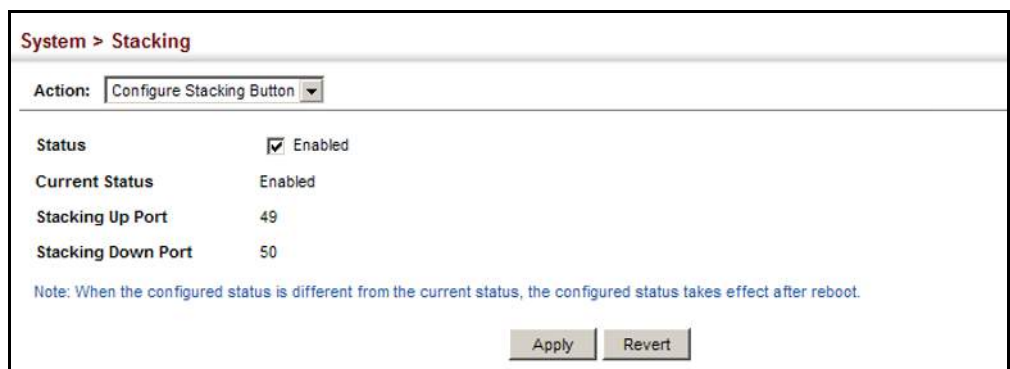 System > Stacking
Action: Configure Stacking Button
Status Enabled
Current Status Enabled
Stacking Up Port 49
Stacking Down Port 50
Note: When the configured status is different from the current status, the configured status takes effect after reboot.
Apply Revert